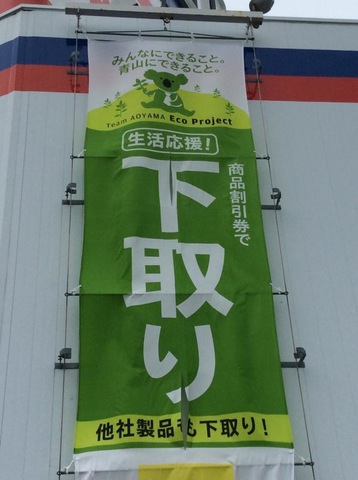 みんなにできること。
青山にできること。
Team AOYAMA Eco Project
生活応援!
商品割引券で
下取り
他社製品も下取り!